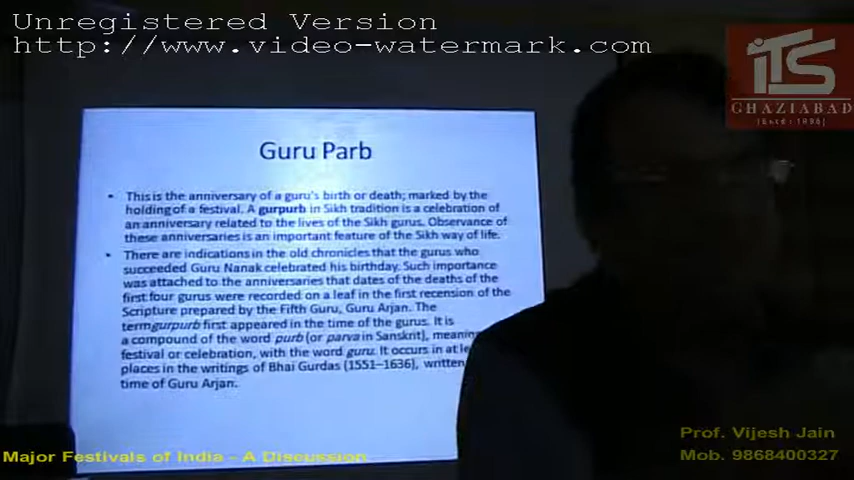 Unregistered Version
http://www.video-watermark.com
iTS
GHAZIABAD
(Estd: 1995)
Guru Parb
• This is the anniversary of a guru's birth or death; marked by the
holding of a festival. A gurpurb in Sikh tradition is a celebration of
an anniversary related to the lives of the Sikh gurus. Observance of
these anniversaries is an important feature of the Sikh way of life.
• There are indications in the old chronicles that the gurus who
succeeded Guru Nanak celebrated his birthday. Such importance
was attached to the anniversaries that dates of the deaths of the
first four gurus were recorded on a leaf in the first recension of the
Scripture prepared by the Fifth Guru, Guru Arjan. The
term gurpurb first appeared in the time of the gurus. It is
a compound of the word purb (or parva in Sanskrit), meaning
festival or celebration, with the word guru. It occurs in at
places in the writings of Bhai Gurdas (1551–1636), written
time of Guru Arjan.
Prof. Vijesh Jain
Major Festivals of India - A Discussion
Mob. 9868400327